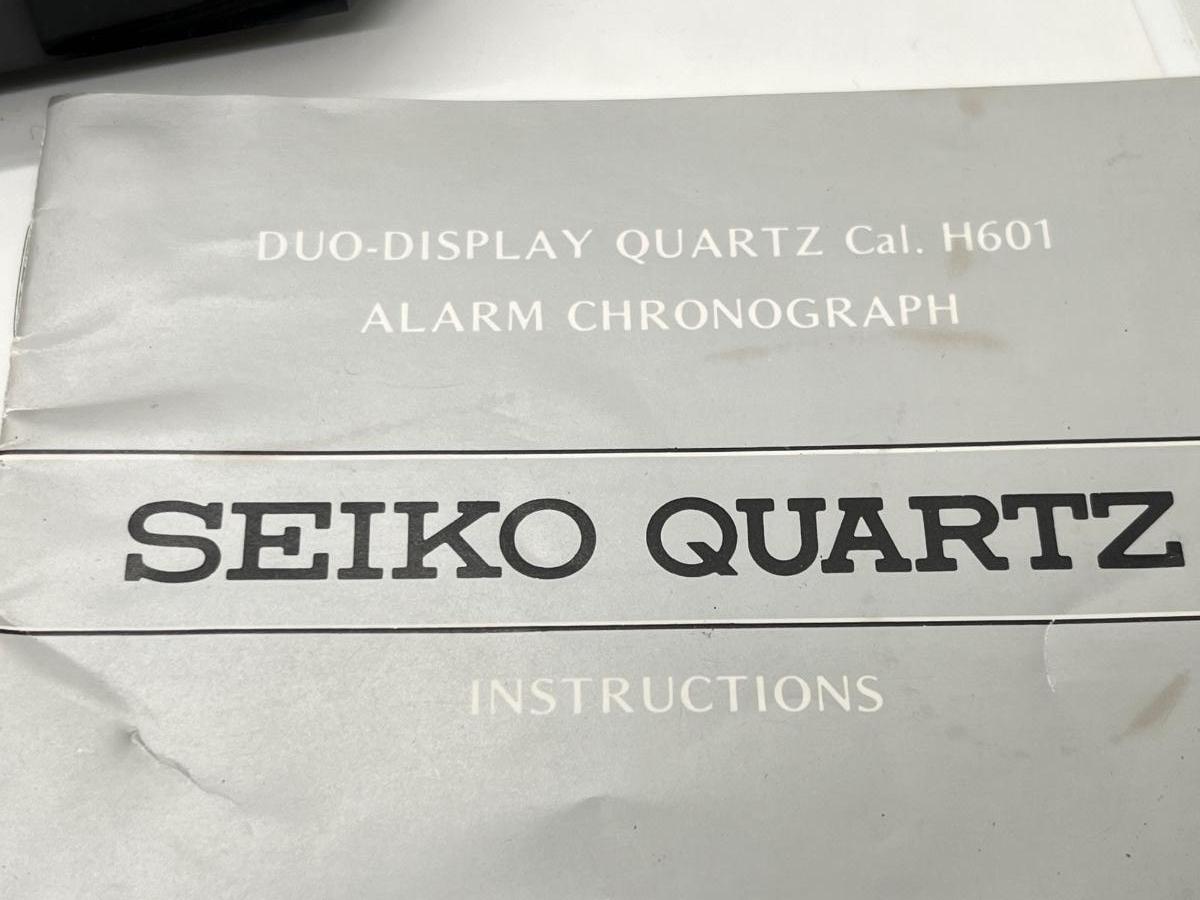 DUO-DISPLAY QUARTZ Cal. H601
ALARM CHRONOGRAPH
SEIKO QUARTZ
INSTRUCTIONS